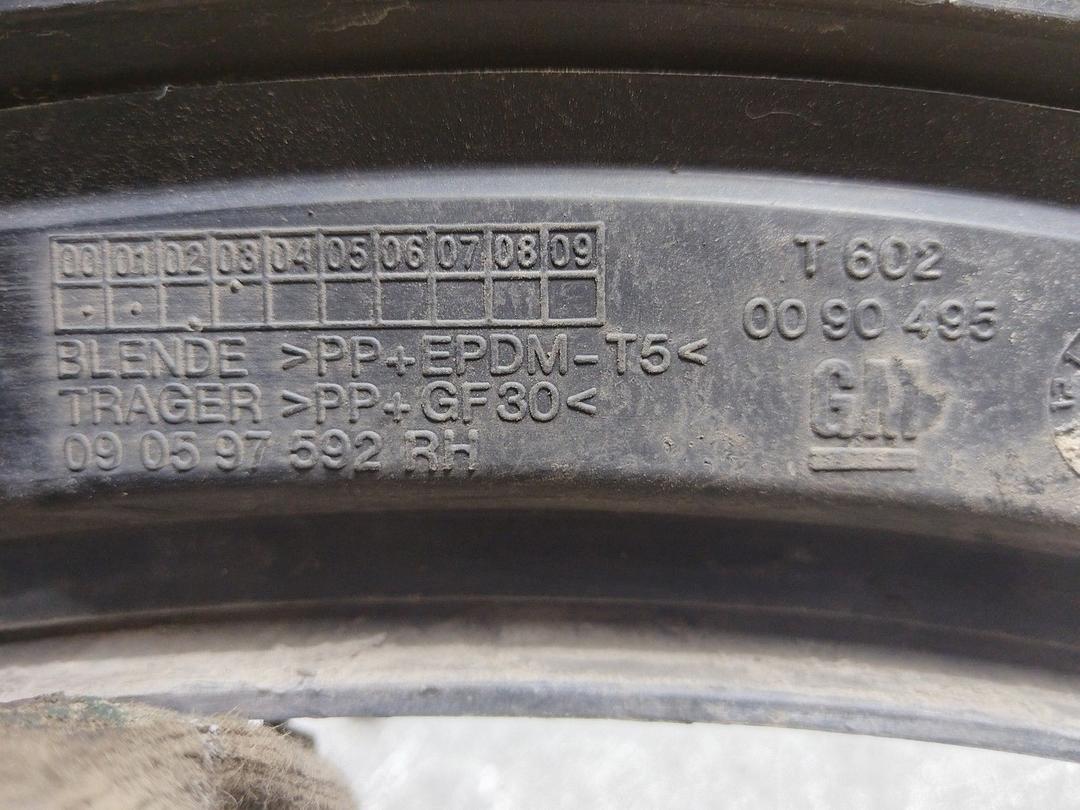 00 01 02 03 04 05 06 07 08 09
BLENDE >PP+EPDM-T5<
TRAGER >PP+GF30<
09 05 97 592 RH
T 602
00 90 495
GM